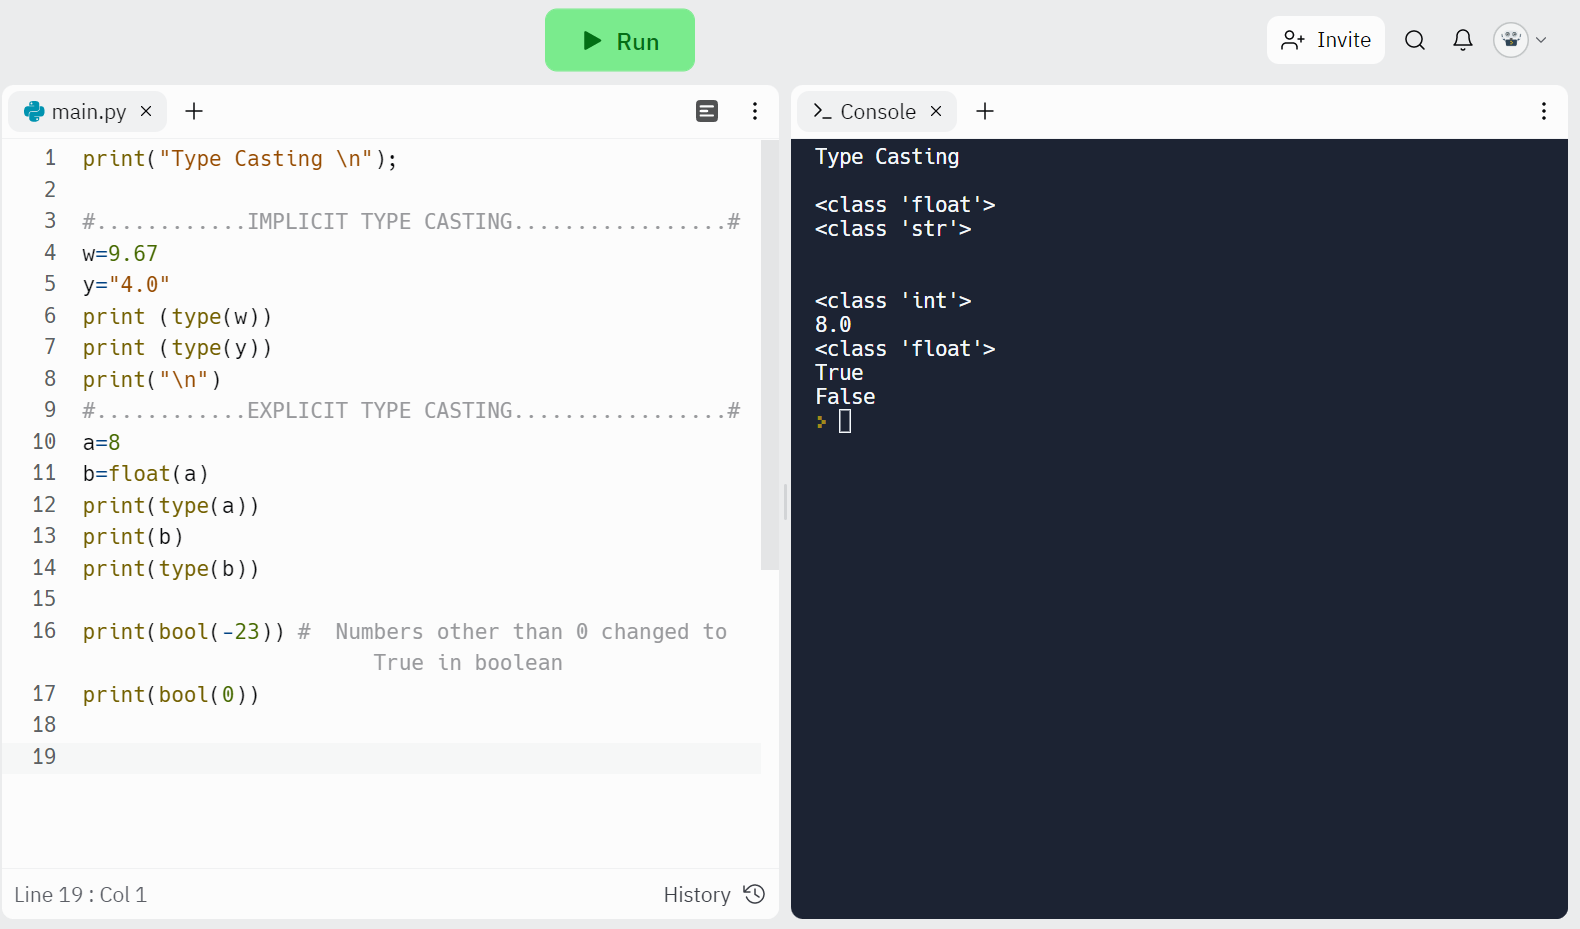 Run
Invite
main.py
1 print("Type Casting \n");
2
3 #............IMPLICIT TYPE CASTING.................#
4 w=9.67
5 y="4.0"
6 print (type(w))
7 print (type(y))
8 print("\n")
9 #............EXPLICIT TYPE CASTING.................#
10 a=8
11 b=float(a)
12 print(type(a))
13 print(b)
14 print(type(b))
15
16 print(bool(-23)) #  Numbers other than 0 changed to
True in boolean
17 print(bool(0))
18
19
Line 19 : Col 1
History
Console
Type Casting
<class 'float'>
<class 'str'>
<class 'int'>
8.0
<class 'float'>
True
False